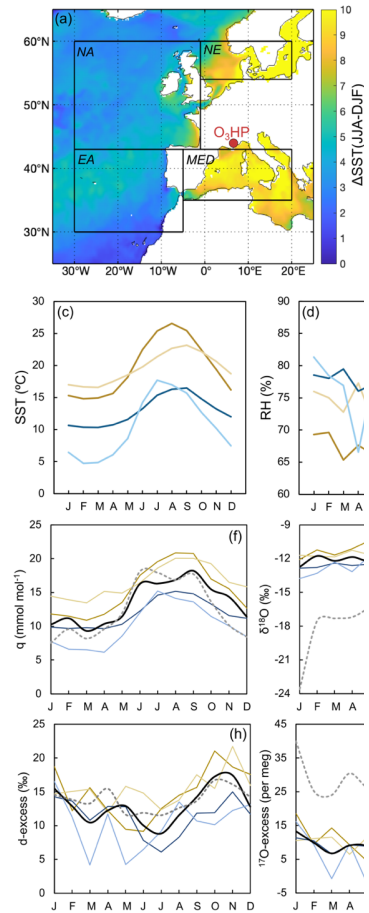 (a)
NA
NE
EA
MED
O₃HP
65°N
60°N
50°N
40°N
30°N
30°W
20°W
10°W
0°
10°E
20°E
10
9
8
7
6
5
4
3
2
1
0
ΔSST(JJA-DJF)
(c)
SST (ºC)
30
25
20
15
10
5
0
J F M A M J J A S O N D
(d)
RH (%)
90
85
80
75
70
65
60
J F M A
(f)
q (mmol mol⁻¹)
25
20
15
10
5
0
J F M A M J J A S O N D
δ¹⁸O (‰)
-9
-12
-15
-18
-21
-24
J F M A
(h)
d-excess (‰)
25
20
15
10
5
0
J F M A M J J A S O N D
¹⁷O-excess (per meg)
45
35
25
15
5
-5
J F M A